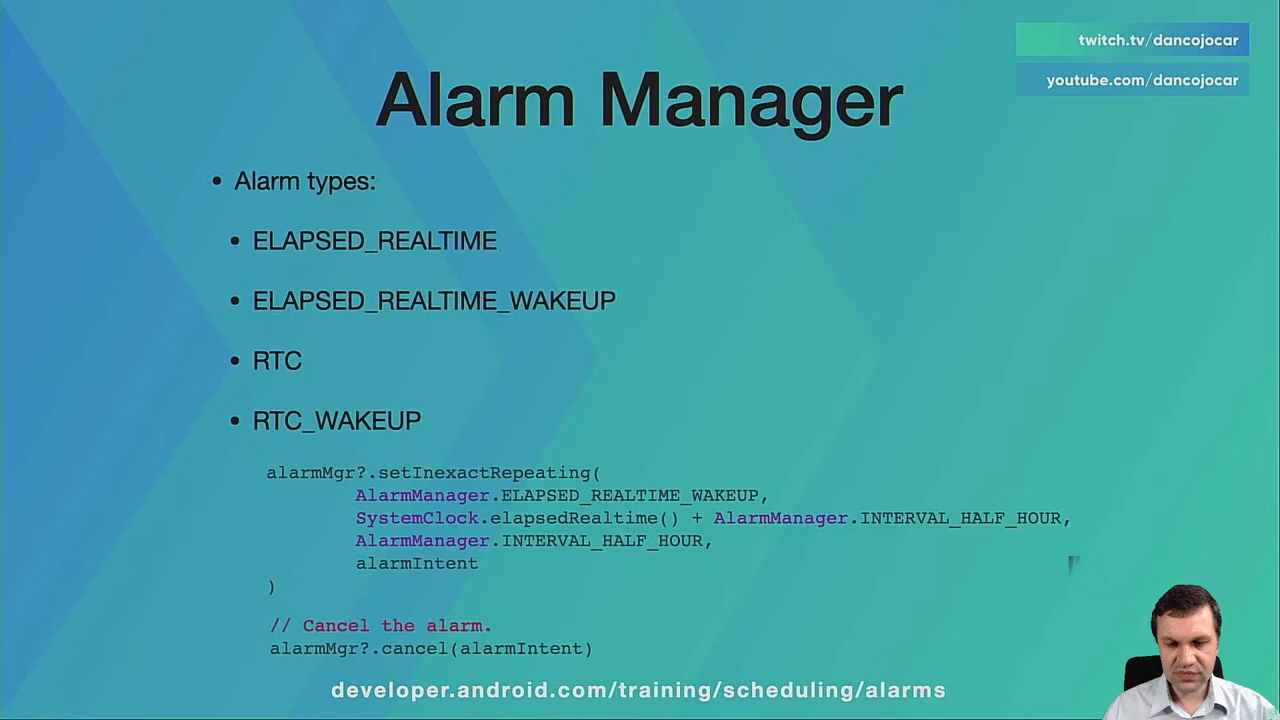 twitch.tv/dancojocar
youtube.com/dancojocar
Alarm Manager
• Alarm types:
• ELAPSED_REALTIME
• ELAPSED_REALTIME_WAKEUP
• RTC
• RTC_WAKEUP
alarmMgr?.setInexactRepeating(
AlarmManager.ELAPSED_REALTIME_WAKEUP,
SystemClock.elapsedRealtime() + AlarmManager.INTERVAL_HALF_HOUR,
AlarmManager.INTERVAL_HALF_HOUR,
alarmIntent
)
// Cancel the alarm.
alarmMgr?.cancel(alarmIntent)
developer.android.com/training/scheduling/alarms